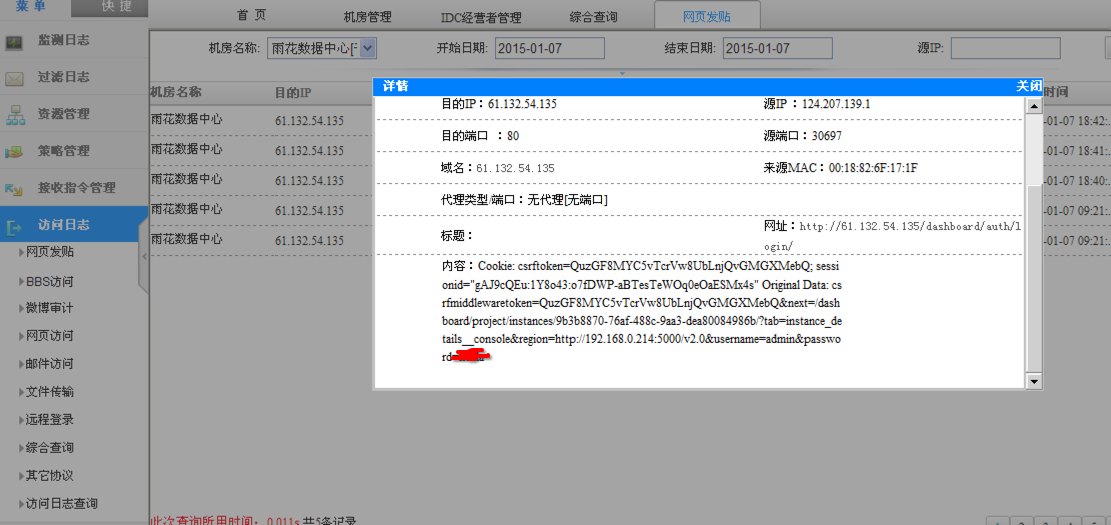 菜 单 快 捷
首 页 机房管理 IDC经营者管理 综合查询 网页发贴
监测日志
过滤日志
资源管理
策略管理
接收指令管理
访问日志
网页发贴
BBS访问
微博审计
网页访问
邮件访问
文件传输
远程登录
综合查询
其它协议
访问日志查询
机房名称: 雨花数据中心[ 开始日期: 2015-01-07 结束日期: 2015-01-07 源IP:
机房名称 目的IP 时间
雨花数据中心 61.132.54.135 -01-07 18:42:..
雨花数据中心 61.132.54.135 -01-07 18:41:..
雨花数据中心 61.132.54.135 -01-07 18:40:..
雨花数据中心 61.132.54.135 -01-07 09:21:..
雨花数据中心 61.132.54.135 -01-07 09:21:..
详情 关闭
目的IP：61.132.54.135 源IP ：124.207.139.1
目的端口 ：80 源端口：30697
域名：61.132.54.135 来源MAC：00:18:82:6F:17:1F
代理类型/端口：无代理[无端口]
标题： 网址：http://61.132.54.135/dashboard/auth/l
ogin/
内容：Cookie: csrftoken=QuzGF8MYC5vTcrVw8UbLnjQvGMGXMebQ; sessi
onid="gAJ9cQEu:1Y8o43:o7fDWP-aBTesTeWOq0eOaESMx4s" Original Data: cs
rfmiddlewaretoken=QuzGF8MYC5vTcrVw8UbLnjQvGMGXMebQ&next=/dash
board/project/instances/9b3b8870-76af-488c-9aa3-dea80084986b/?tab=instance_de
tails__console&region=http://192.168.0.214:5000/v2.0&username=admin&passwo
rd=
此次查询所用时间： 0.011s 共5条记录